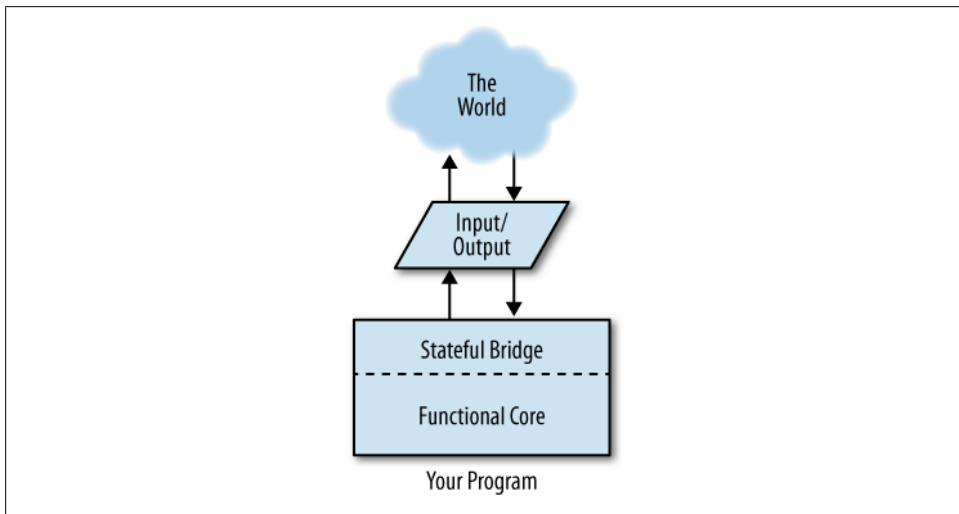 The
World
Input/
Output
Stateful Bridge
Functional Core
Your Program